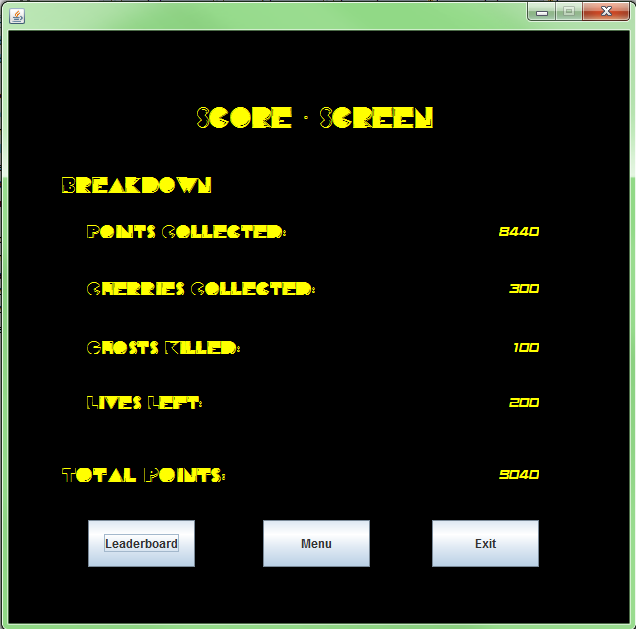 Score - Screen
Breakdown
Points Collected: 8440
Cherries Collected: 300
Ghosts Killed: 100
Lives Left: 200
Total Points: 9040
Leaderboard Menu Exit